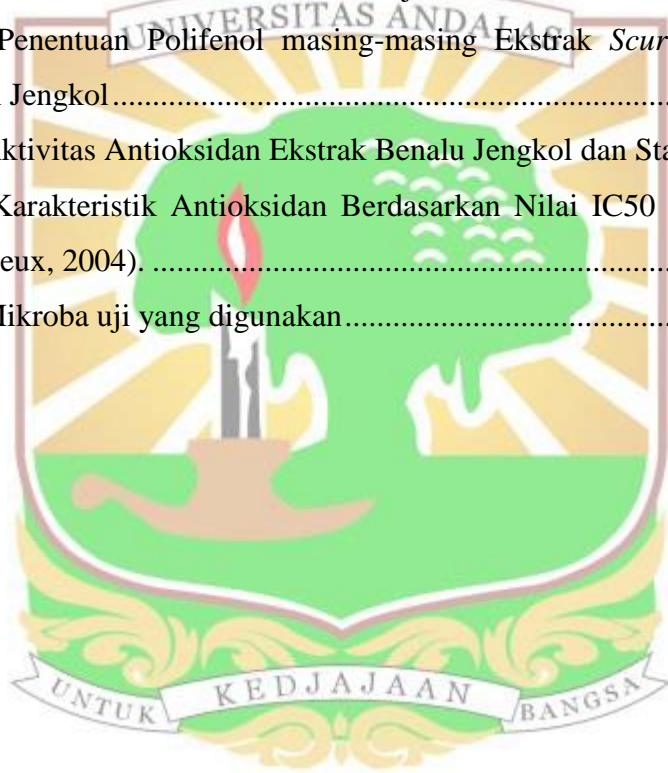 UNIVERSITAS ANDALAS
Penentuan Polifenol masing-masing Ekstrak Scur
Jengkol.......................................................................
ktivitas Antioksidan Ekstrak Benalu Jengkol dan Sta
Karakteristik Antioksidan Berdasarkan Nilai IC50
eux, 2004). .................................................................
Mikroba uji yang digunakan..........................................
UNTUK KEDJAJAAN BANGSA